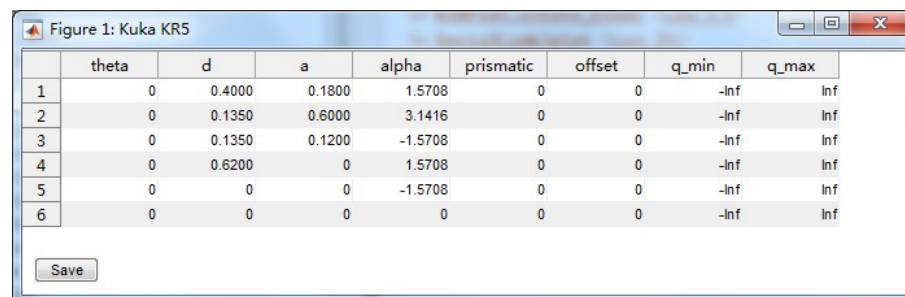 Figure 1: Kuka KR5
theta d a alpha prismatic offset q_min q_max
1 0 0.4000 0.1800 1.5708 0 0 -Inf Inf
2 0 0.1350 0.6000 3.1416 0 0 -Inf Inf
3 0 0.1350 0.1200 -1.5708 0 0 -Inf Inf
4 0 0.6200 0 1.5708 0 0 -Inf Inf
5 0 0 0 -1.5708 0 0 -Inf Inf
6 0 0 0 0 0 0 -Inf Inf
Save